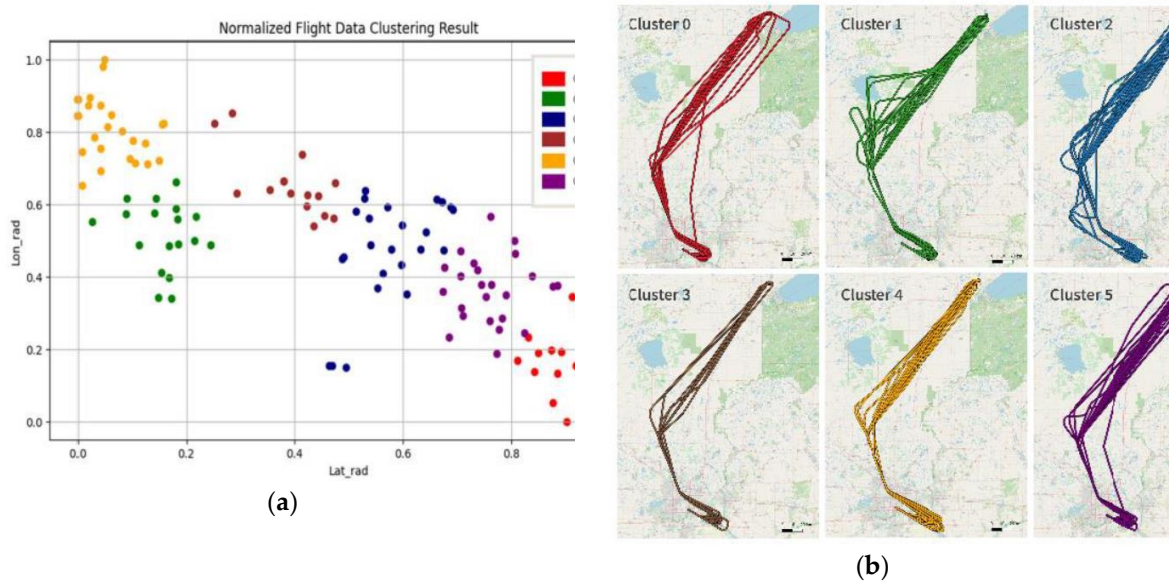 Normalized Flight Data Clustering Result
1.0
0.8
0.6
0.4
0.2
0.0
Lon_rad
0.0 0.2 0.4 0.6 0.8
Lat_rad
(a)
Cluster 0
Cluster 1
Cluster 2
Cluster 3
Cluster 4
Cluster 5
(b)